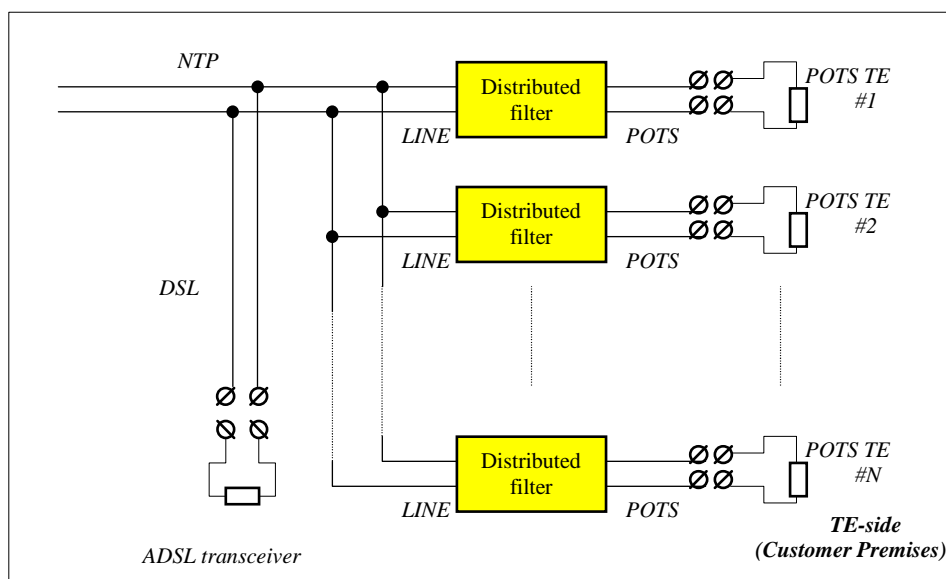 NTP
Distributed
filter
LINE
POTS
POTS TE
#1
Distributed
filter
LINE
POTS
POTS TE
#2
DSL
Distributed
filter
LINE
POTS
POTS TE
#N
ADSL transceiver
TE-side
(Customer Premises)